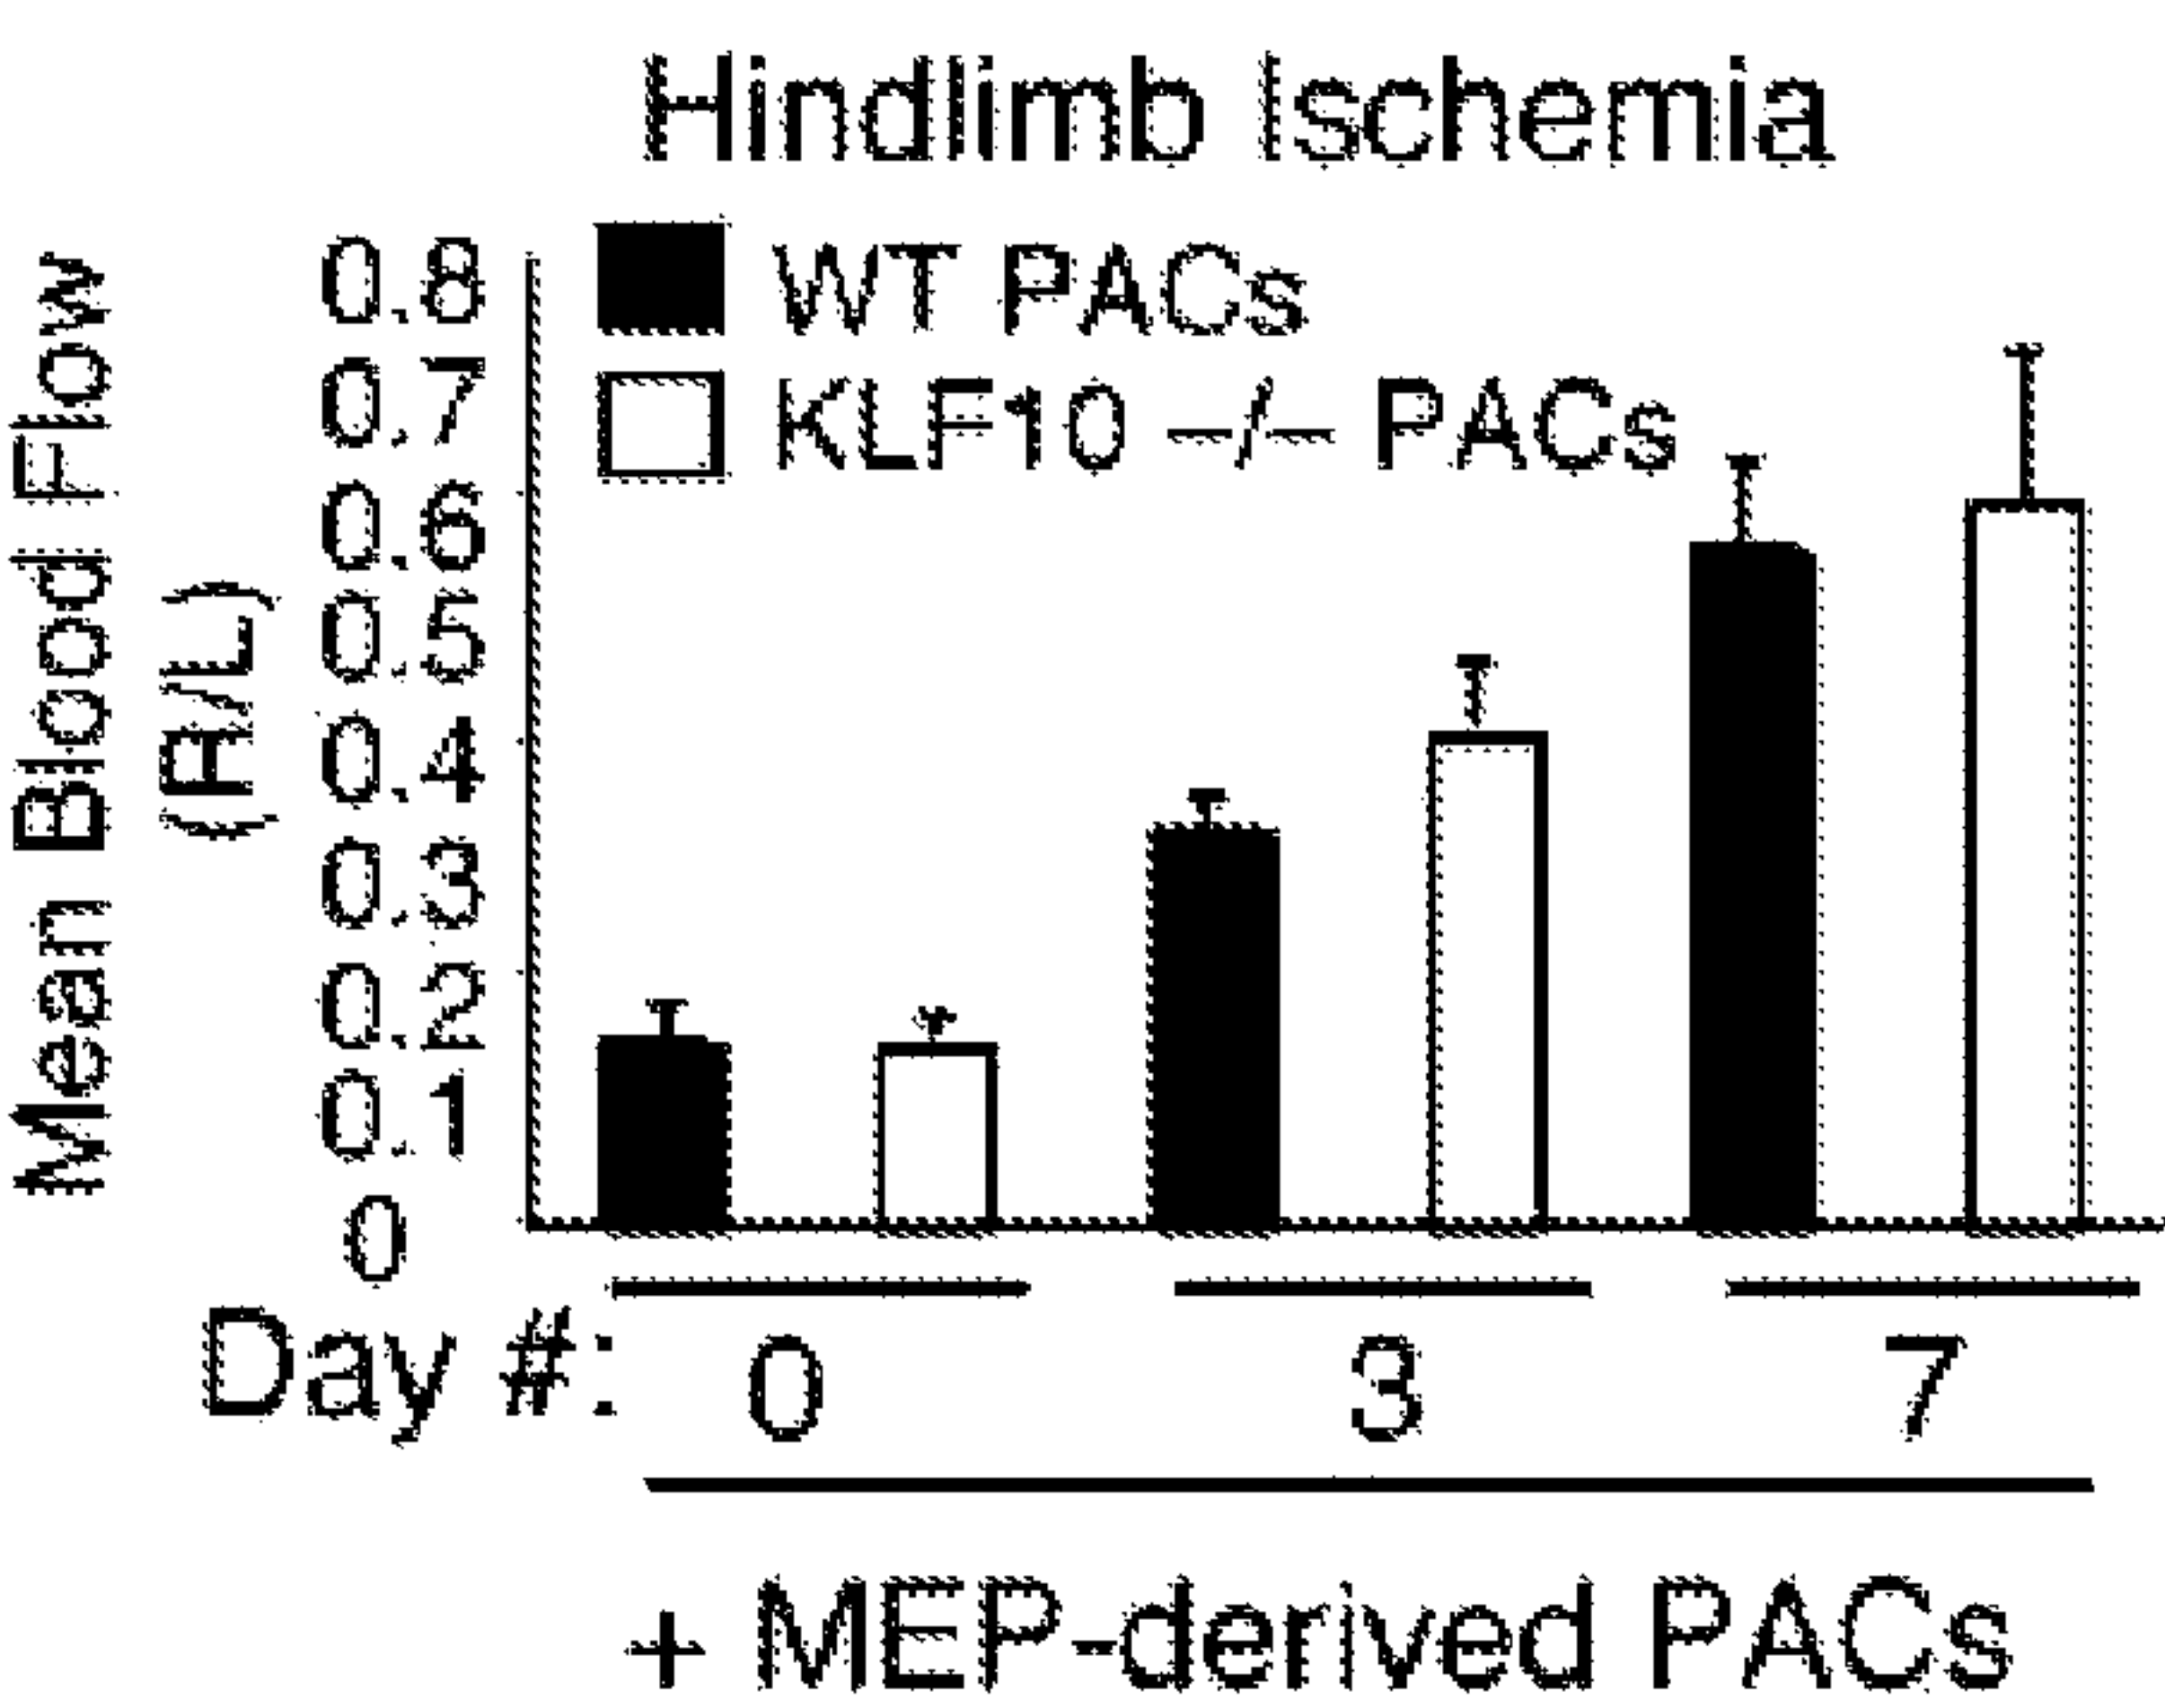 Hindlimb Ischemia
Mean Blood Flow
(R/L)
0.8
0.7
0.6
0.5
0.4
0.3
0.2
0.1
0
WT PACs
KLF10 –/– PACs
Day #: 0 3 7
+ MEP-derived PACs